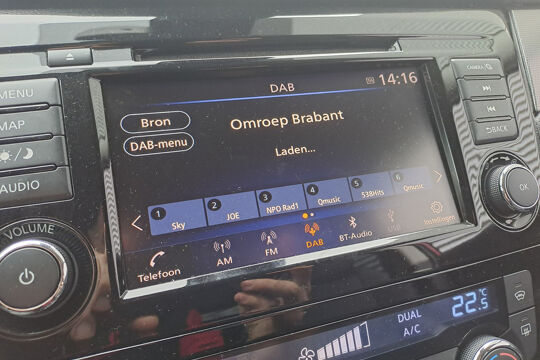 DAB
14:16
CAMERA
MENU
MAP
AUDIO
VOLUME
BACK
OK
Bron
DAB-menu
Omroep Brabant
Laden...
1 Sky
2 JOE
3 NPO Rad1
4 Qmusic
5 538Hits
6 Qmusic
Telefoon
AM
FM
DAB
BT-Audio
USB
Instellingen
DUAL
A/C
22.5 °C